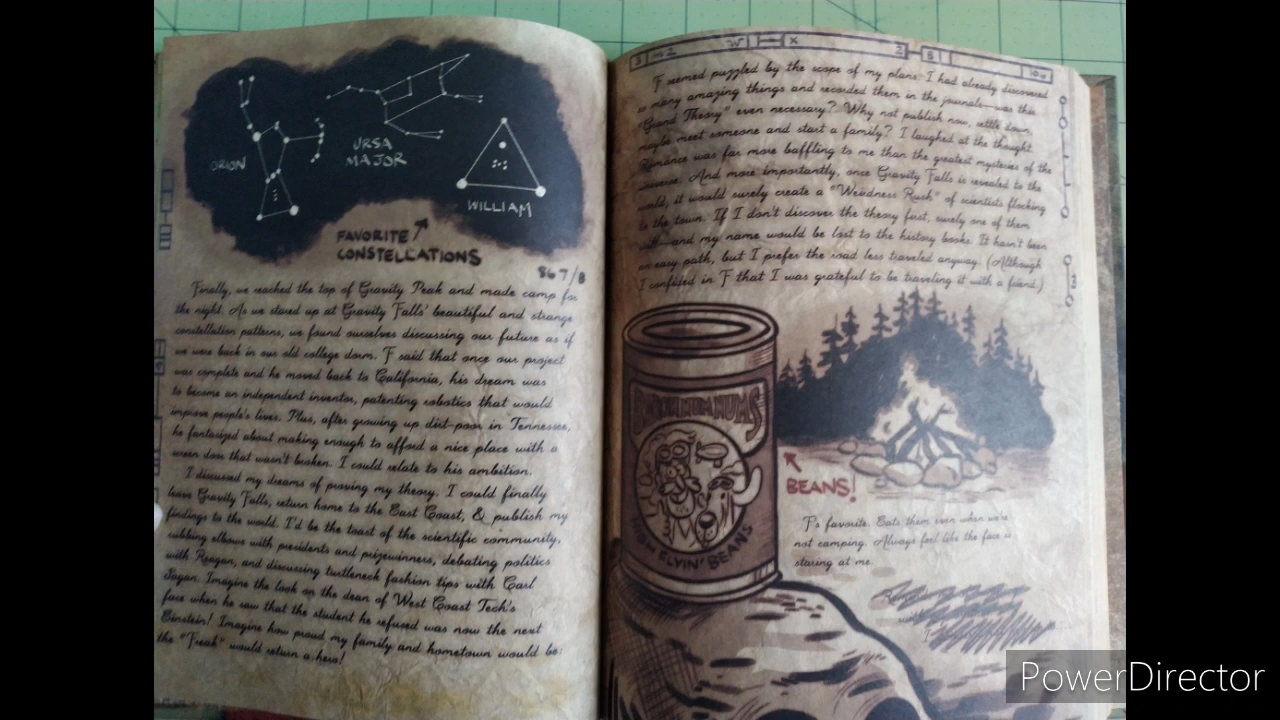 ORION
URSA
MAJOR
WILLIAM
FAVORITE
CONSTELLATIONS
867/8
Finally, we reached the top of Gravity Peak and made camp for
the night. As we stared up at Gravity Falls' beautiful and strange
constellation patterns, we found ourselves discussing our future as if
we were back in our old college dorm. F said that once our project
was complete and he moved back to California, his dream was
to become an independent inventor, patenting robotics that would
improve people's lives. Plus, after growing up dirt-poor in Tennessee,
he fantasized about making enough to afford a nice place with a
screen door that wasn't broken. I could relate to his ambition.
I discussed my dreams of proving my theory. I could finally
leave Gravity Falls, return home to the East Coast, & publish my
findings to the world. I'd be the toast of the scientific community,
rubbing elbows with presidents and prizewinners, debating politics
with Reagan, and discussing turtleneck fashion tips with Carl
Sagan. Imagine the look on the dean of West Coast Tech's
face when he saw that the student he refused was now the next
Einstein! Imagine how proud my family and hometown would be:
the "Freak" would return a hero!
F seemed puzzled by the scope of my plans. I had already discovered
so many amazing things and recorded them in the journals—was this
"Grand Theory" even necessary? Why not publish now, settle down,
maybe meet someone and start a family? I laughed at the thought.
Romance was far more baffling to me than the greatest mysteries of the
universe. And more importantly, once Gravity Falls is revealed to the
world, it would surely create a "Weirdness Rush" of scientists flocking
to the town. If I don't discover the theory first, surely one of them
will—and my name would be lost to the history books. It hasn't been
an easy path, but I prefer the road less traveled anyway. (Although
I confided in F that I was grateful to be traveling it with a friend.)
HIGH FLYIN' BEANS
BEANS!
F's favorite. Eats them even when we're
not camping. Always feel like the face is
staring at me.
PowerDirector